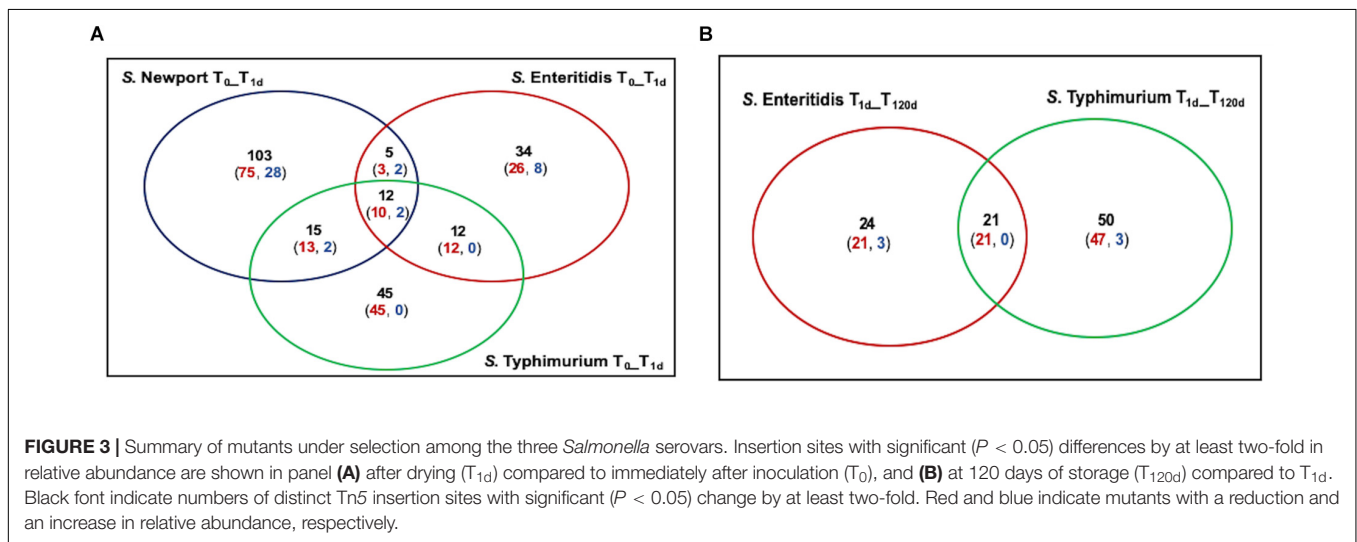 A
B
S. Newport T0_T1d
S. Enteritidis T0_T1d
103
(75, 28)
5
(3, 2)
34
(26, 8)
12
(10, 2)
15
(13, 2)
12
(12, 0)
45
(45, 0)
S. Typhimurium T0_T1d
S. Enteritidis T1d_T120d
S. Typhimurium T1d_T120d
24
(21, 3)
21
(21, 0)
50
(47, 3)
FIGURE 3 | Summary of mutants under selection among the three Salmonella serovars. Insertion sites with significant (P < 0.05) differences by at least two-fold in
relative abundance are shown in panel (A) after drying (T1d) compared to immediately after inoculation (T0), and (B) at 120 days of storage (T120d) compared to T1d.
Black font indicate numbers of distinct Tn5 insertion sites with significant (P < 0.05) change by at least two-fold. Red and blue indicate mutants with a reduction and
an increase in relative abundance, respectively.